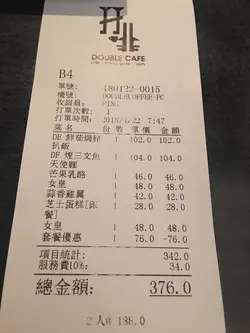 DOUBLE CAFE
B4
單號: 180122-0015
機號: DOUBLECOFFEE-PC
收銀員: PING
打單次數: 1
打單時間: 2018/1/22 7:47
菜名 份數 單價 金額
DE 鮮茄焗豬扒飯 1 102.0 102.0
DF 煙三文魚天使麵 1 104.0 104.0
芒果乳酪 1 46.0 46.0
女皇 1 48.0 48.0
蒜香雞翼 1 42.0 42.0
芝士蛋糕[跟餐] 1 28.0 28.0
女皇 1 48.0 48.0
套餐優惠 1 -76.0 -76.0
項目統計: 342.0
服務費10%: 34.0
總金額: 376.0
2 人@ 188.0